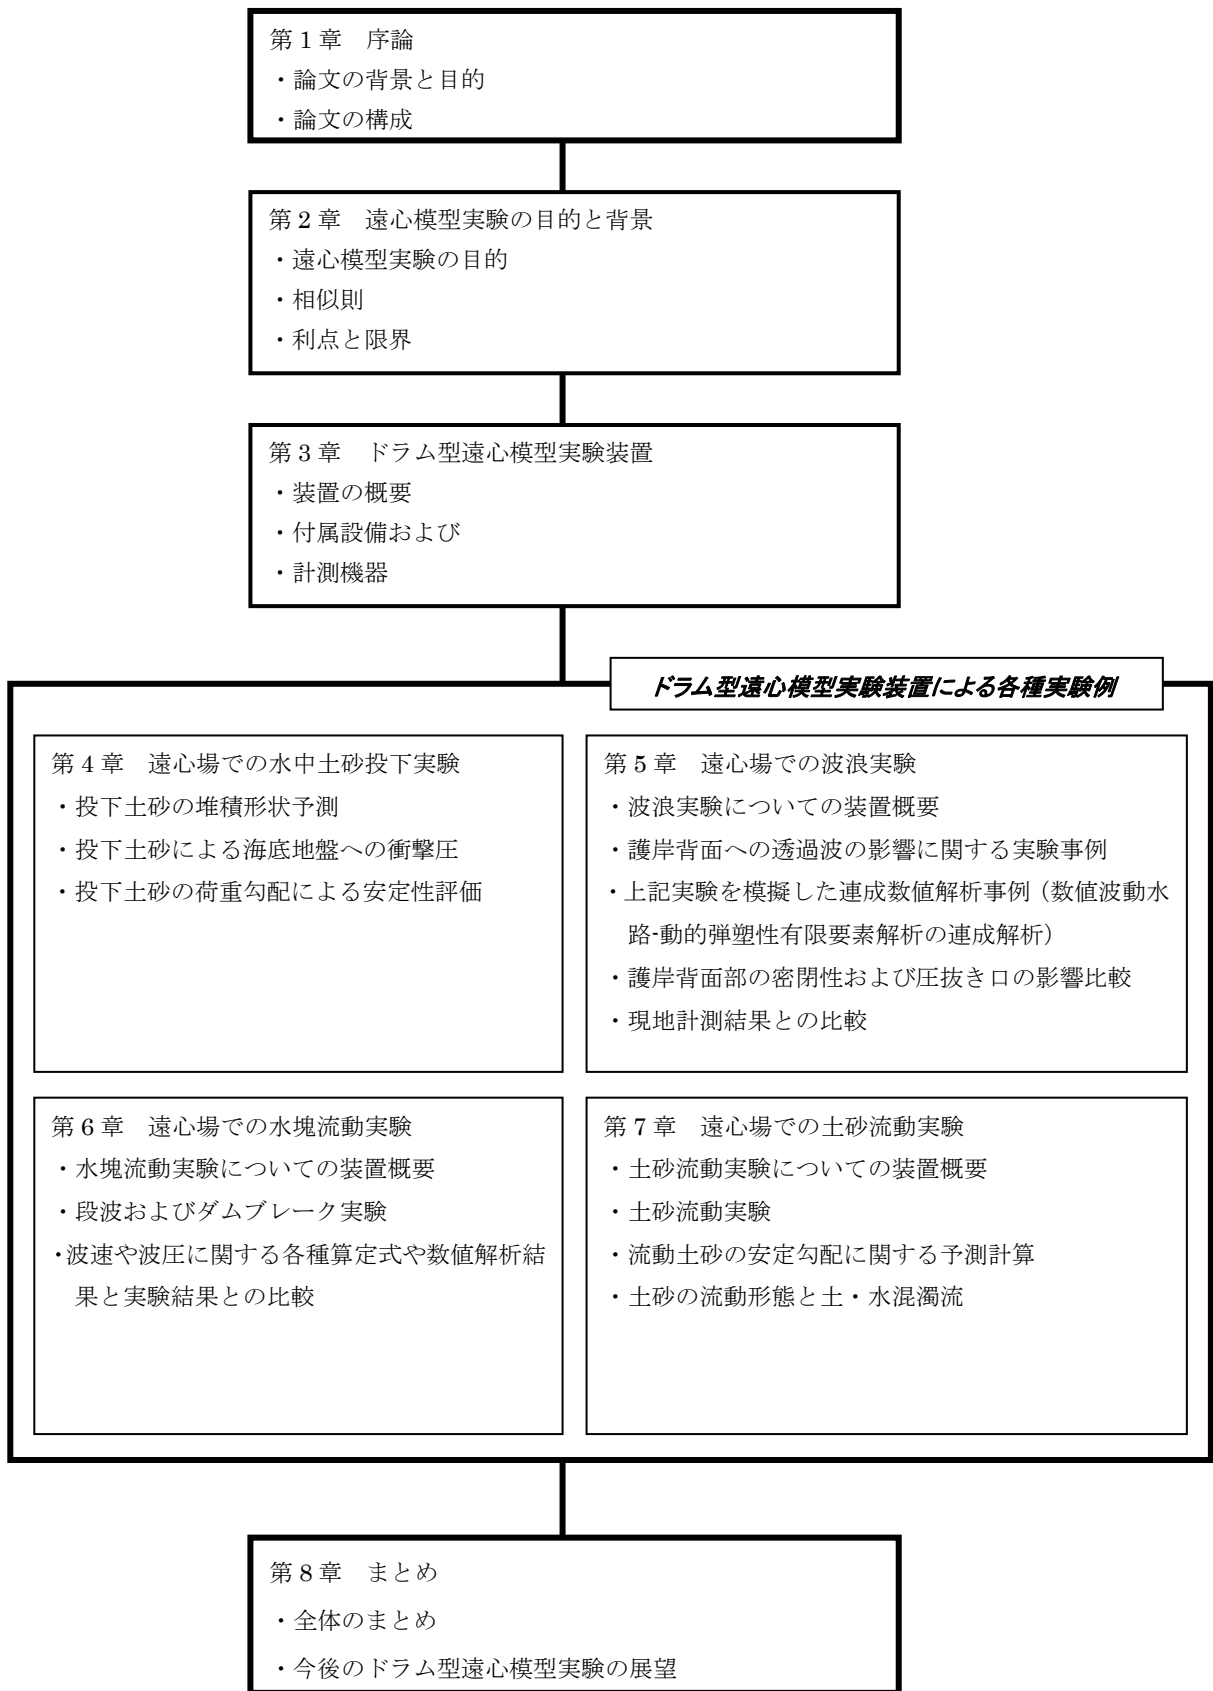 第1章　序論
・論文の背景と目的
・論文の構成
第2章　遠心模型実験の目的と背景
・遠心模型実験の目的
・相似則
・利点と限界
第3章　ドラム型遠心模型実験装置
・装置の概要
・付属設備および
・計測機器
ドラム型遠心模型実験装置による各種実験例
第4章　遠心場での水中土砂投下実験
・投下土砂の堆積形状予測
・投下土砂による海底地盤への衝撃圧
・投下土砂の荷重勾配による安定性評価
第5章　遠心場での波浪実験
・波浪実験についての装置概要
・護岸背面への透過波の影響に関する実験事例
・上記実験を模擬した連成数値解析事例（数値波動水
路-動的弾塑性有限要素解析の連成解析）
・護岸背面部の密閉性および圧抜き口の影響比較
・現地計測結果との比較
第6章　遠心場での水塊流動実験
・水塊流動実験についての装置概要
・段波およびダムブレーク実験
・波速や波圧に関する各種算定式や数値解析結
果と実験結果との比較
第7章　遠心場での土砂流動実験
・土砂流動実験についての装置概要
・土砂流動実験
・流動土砂の安定勾配に関する予測計算
・土砂の流動形態と土・水混濁流
第8章　まとめ
・全体のまとめ
・今後のドラム型遠心模型実験の展望